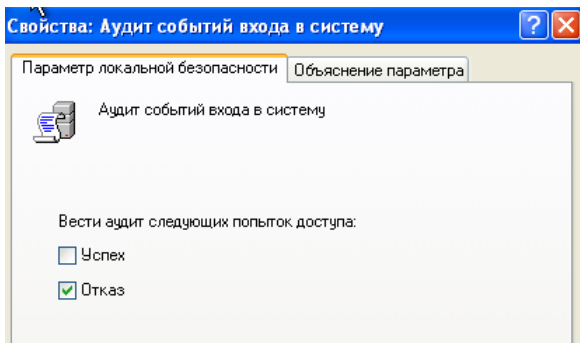 Свойства: Аудит событий входа в систему
Параметр локальной безопасности Объяснение параметра
Аудит событий входа в систему
Вести аудит следующих попыток доступа:
Успех
Отказ